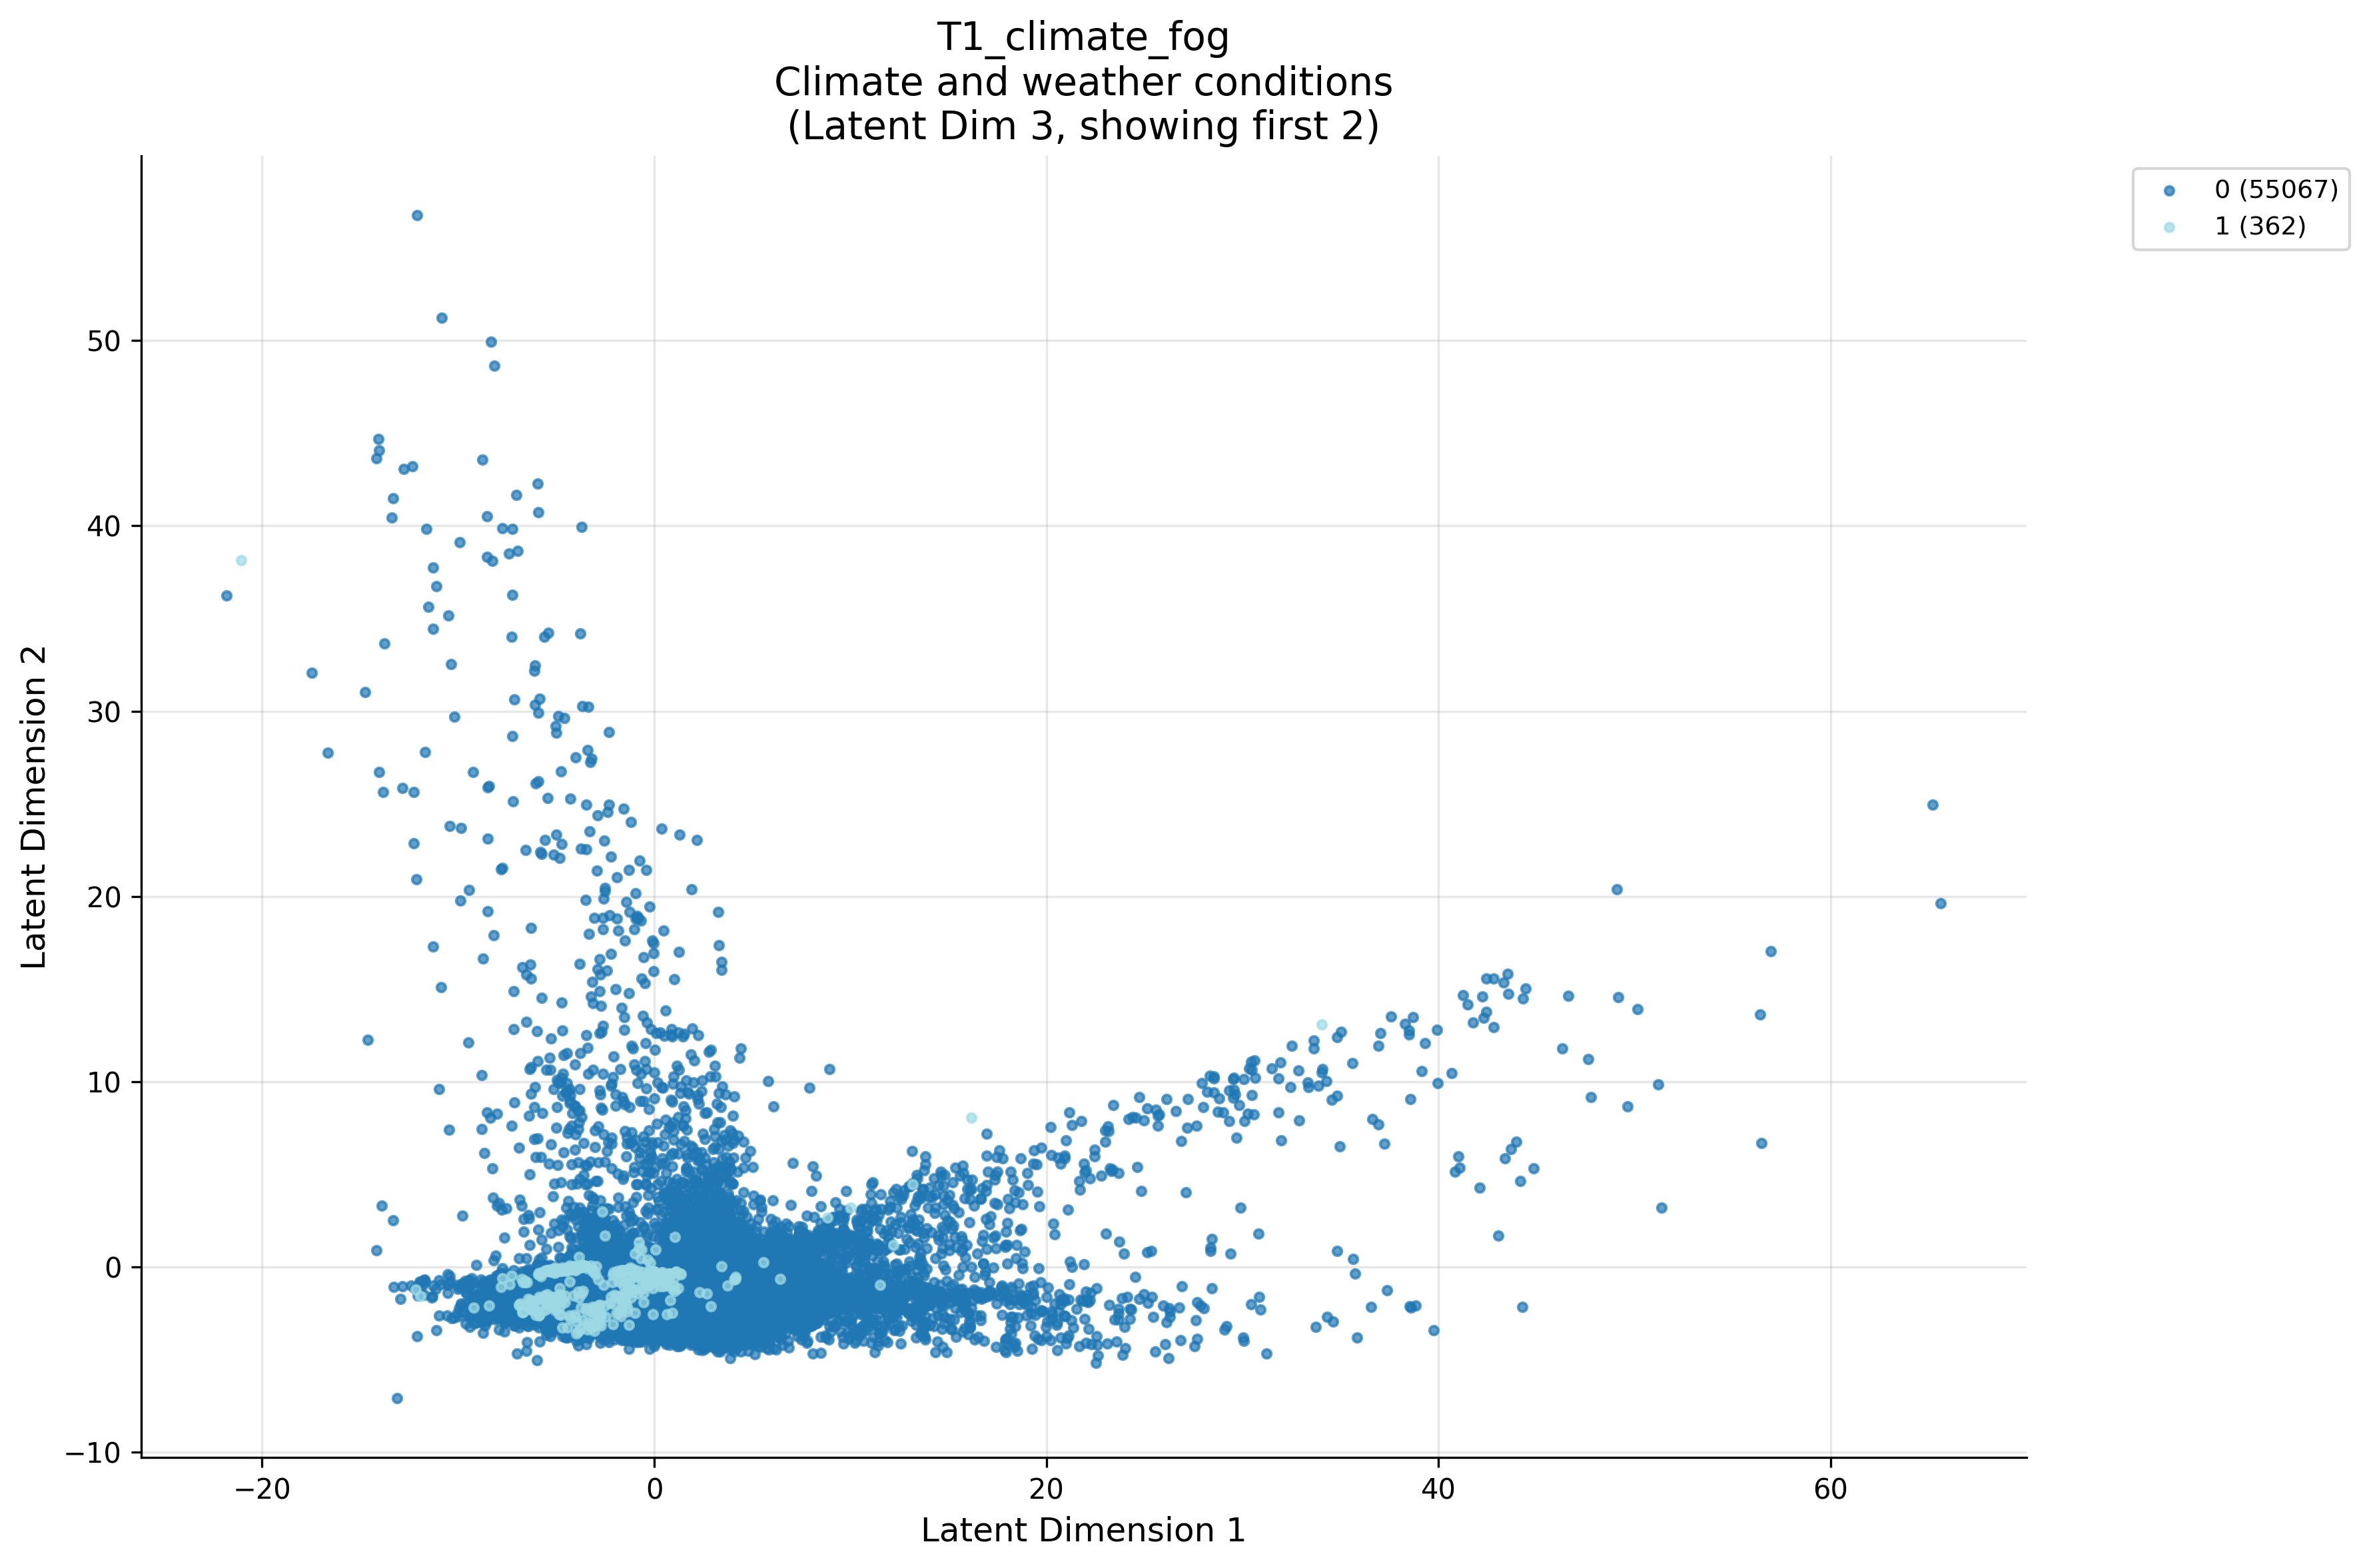 T1_climate_fog
Climate and weather conditions
(Latent Dim 3, showing first 2)
0 (55067)
1 (362)
50
40
30
20
10
0
−10
Latent Dimension 2
−20
0
20
40
60
Latent Dimension 1